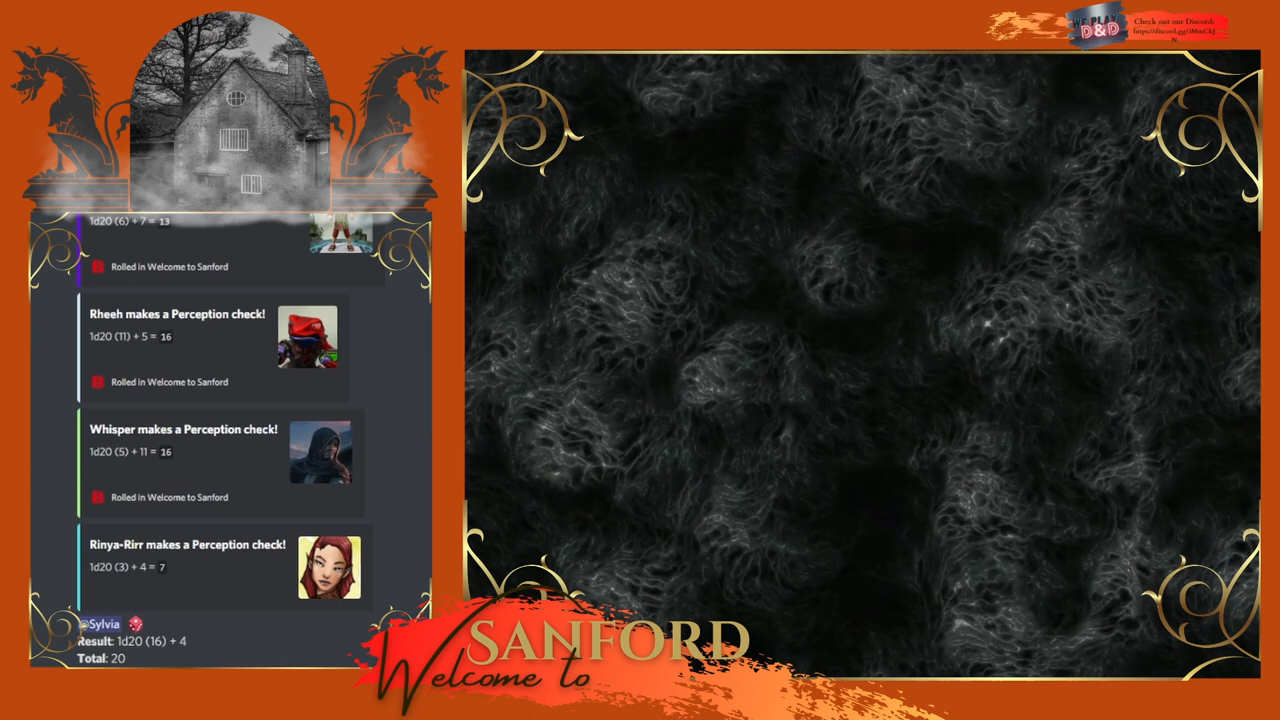 WE PLAY
D&D
Check out our Discord:
1d20 (6) + 7 = 13
Rolled in Welcome to Sanford
Rheeh makes a Perception check!
1d20 (11) + 5 = 16
Rolled in Welcome to Sanford
Whisper makes a Perception check!
1d20 (5) + 11 = 16
Rolled in Welcome to Sanford
Rinya-Rirr makes a Perception check!
1d20 (3) + 4 = 7
@Sylvia
Result: 1d20 (16) + 4
Total: 20
SANFORD
Welcome to